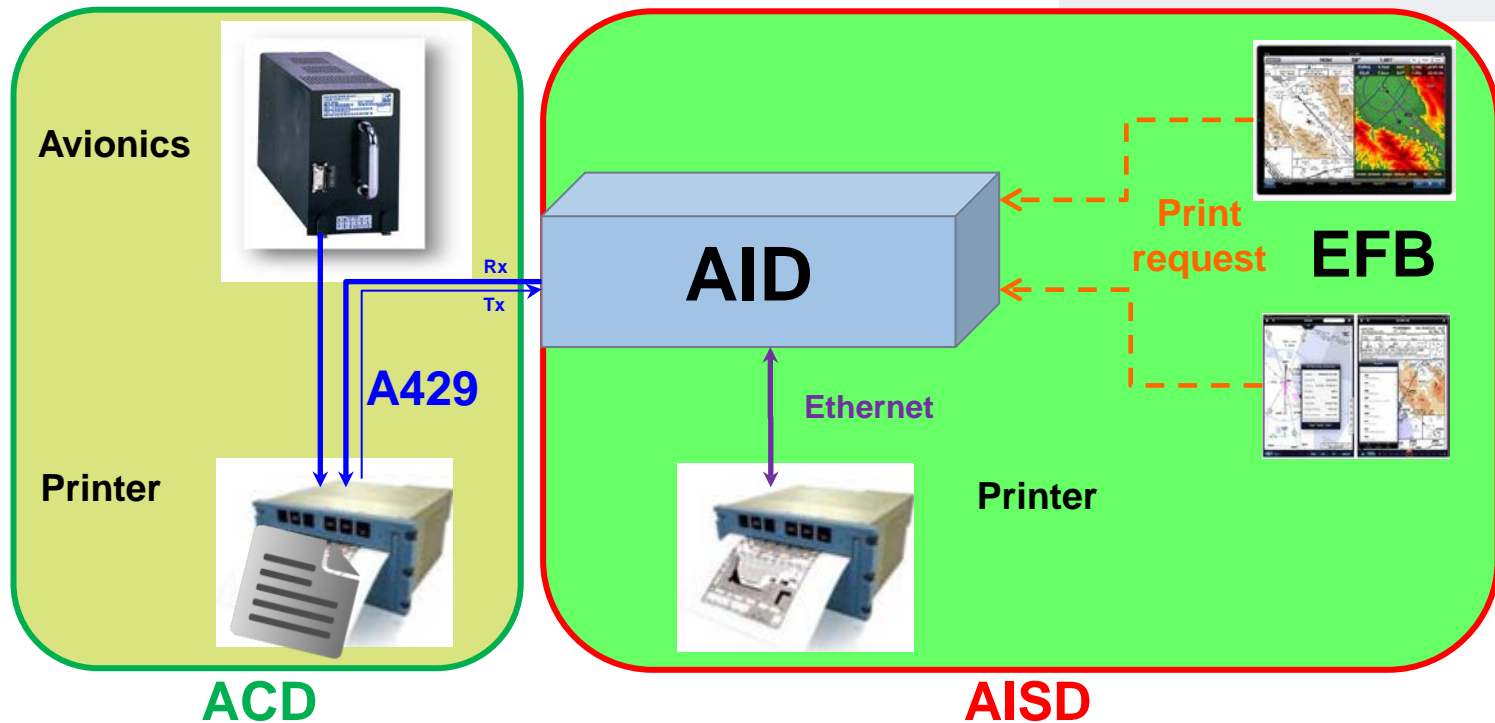 Avionics
Rx
Tx
A429
Printer
ACD
AID
Print
request
EFB
Ethernet
Printer
AISD